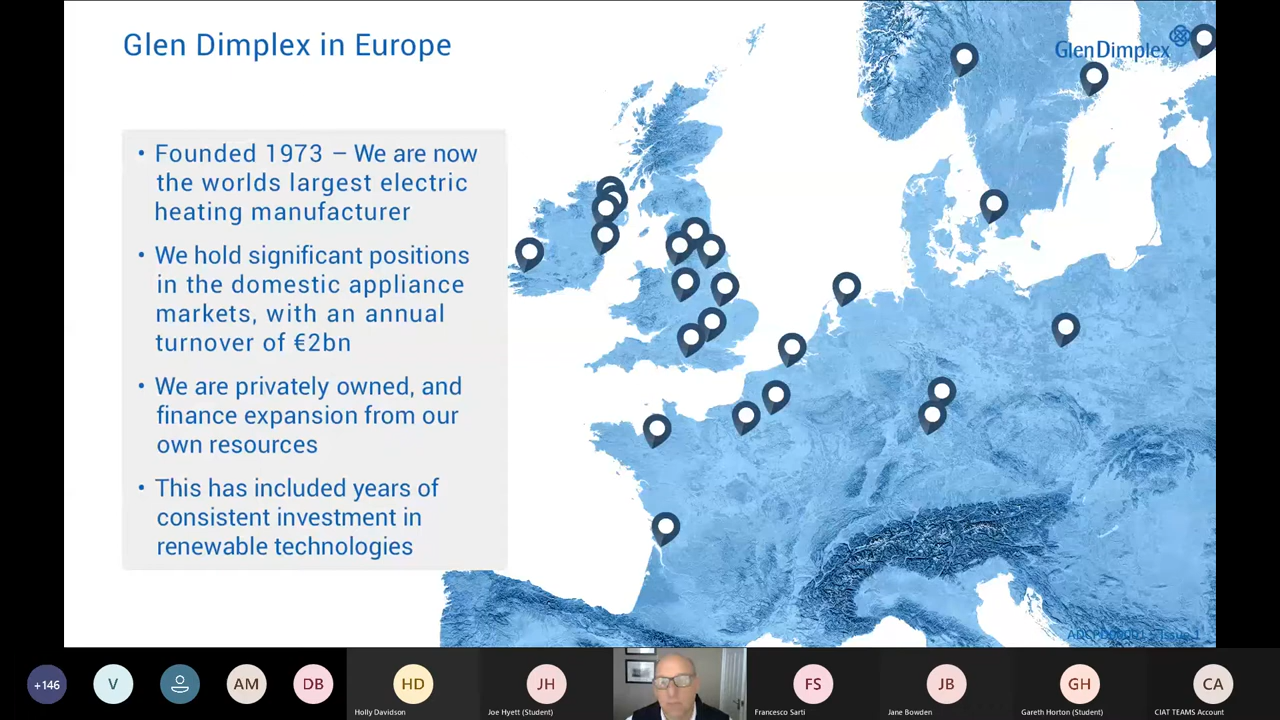 Glen Dimplex in Europe
GlenDimplex
• Founded 1973 – We are now
the worlds largest electric
heating manufacturer
• We hold significant positions
in the domestic appliance
markets, with an annual
turnover of €2bn
• We are privately owned, and
finance expansion from our
own resources
• This has included years of
consistent investment in
renewable technologies
Issue 1
+146
V
AM
DB
HD
Holly Davidson
JH
Joe Hyett (Student)
FS
Francesco Sarti
JB
Jane Bowden
GH
Gareth Horton (Student)
CA
CIAT TEAMS Account